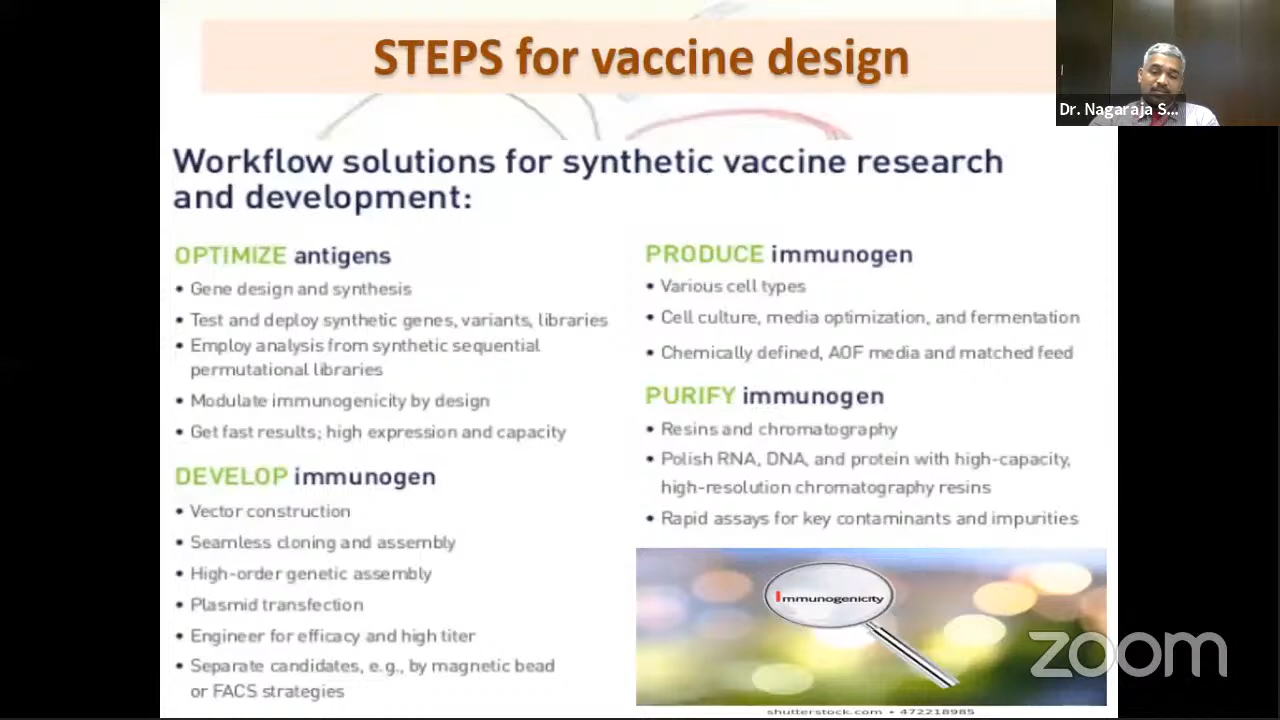 STEPS for vaccine design
Dr. Nagaraja S...
Workflow solutions for synthetic vaccine research
and development:
OPTIMIZE antigens
• Gene design and synthesis
• Test and deploy synthetic genes, variants, libraries
• Employ analysis from synthetic sequential
permutational libraries
• Modulate immunogenicity by design
• Get fast results; high expression and capacity
DEVELOP immunogen
• Vector construction
• Seamless cloning and assembly
• High-order genetic assembly
• Plasmid transfection
• Engineer for efficacy and high titer
• Separate candidates, e.g., by magnetic bead
or FACS strategies
PRODUCE immunogen
• Various cell types
• Cell culture, media optimization, and fermentation
• Chemically defined, AOF media and matched feed
PURIFY immunogen
• Resins and chromatography
• Polish RNA, DNA, and protein with high-capacity,
high-resolution chromatography resins
• Rapid assays for key contaminants and impurities
Immunogenicity
shutterstock.com • 472218985
zoom